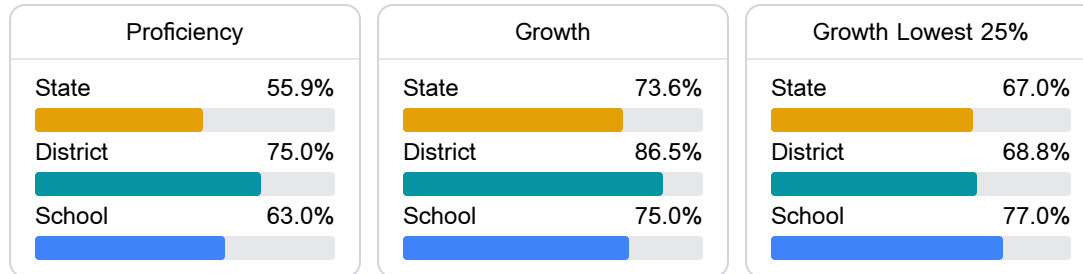 Proficiency
State 55.9%
District 75.0%
School 63.0%
Growth
State 73.6%
District 86.5%
School 75.0%
Growth Lowest 25%
State 67.0%
District 68.8%
School 77.0%